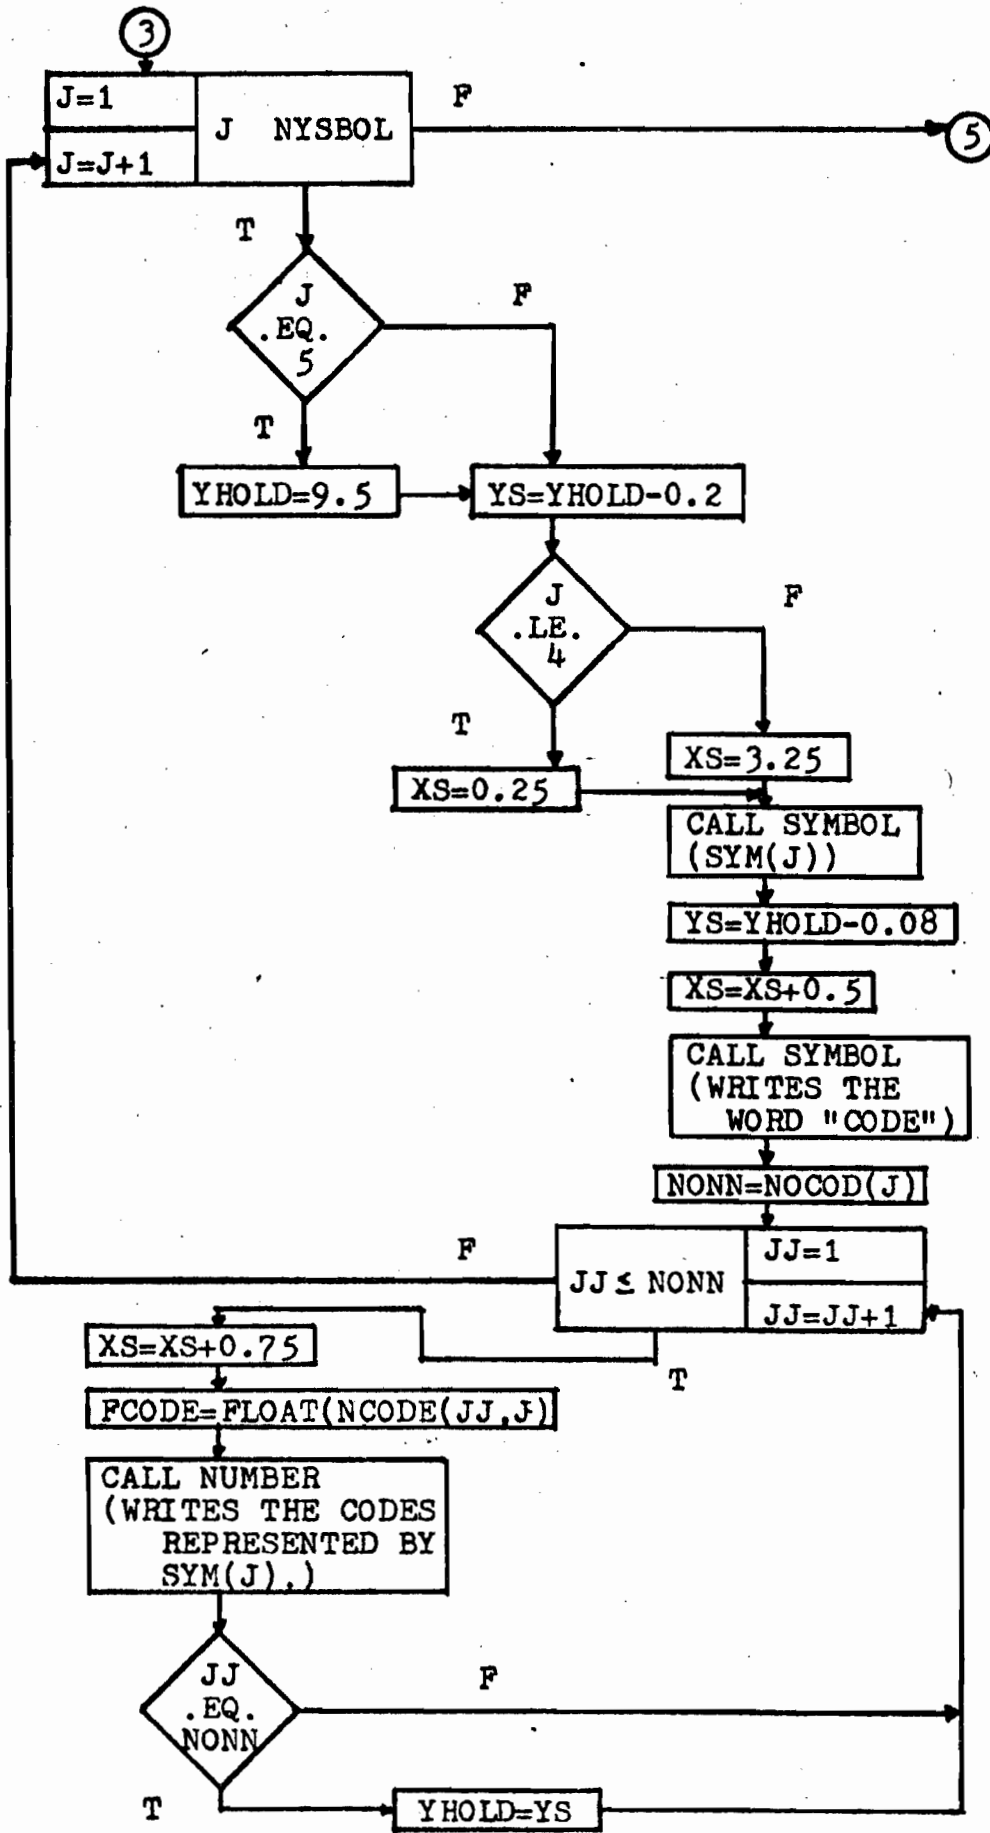 3
J=1
J NYSBOL
J=J+1
F
5
T
J
.EQ.
5
F
T
YHOLD=9.5
YS=YHOLD-0.2
J
.LE.
4
F
T
XS=3.25
XS=0.25
CALL SYMBOL
(SYM(J))
YS=YHOLD-0.08
XS=XS+0.5
CALL SYMBOL
(WRITES THE
WORD "CODE")
NONN=NOCOD(J)
F
JJ≤NONN
JJ=1
JJ=JJ+1
T
XS=XS+0.75
FCODE=FLOAT(NCODE(JJ,J)
CALL NUMBER
(WRITES THE CODES
REPRESENTED BY
SYM(J).)
JJ
.EQ.
NONN
F
T
YHOLD=YS